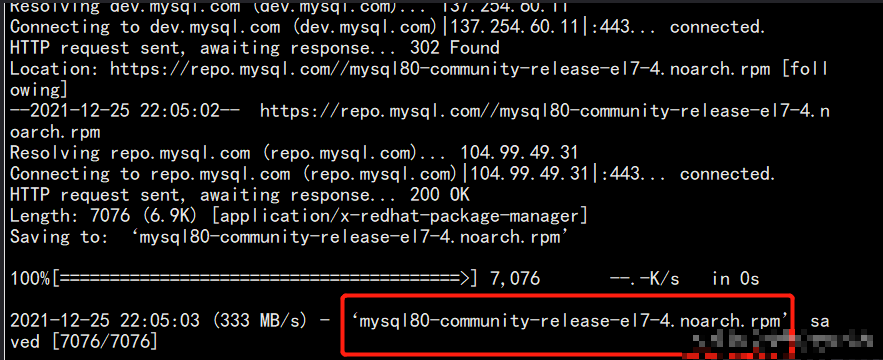 Resolving dev.mysql.com (dev.mysql.com)... 137.254.60.11
Connecting to dev.mysql.com (dev.mysql.com)|137.254.60.11|:443... connected.
HTTP request sent, awaiting response... 302 Found
Location: https://repo.mysql.com//mysql80-community-release-el7-4.noarch.rpm [foll
owing]
--2021-12-25 22:05:02--  https://repo.mysql.com//mysql80-community-release-el7-4.n
oarch.rpm
Resolving repo.mysql.com (repo.mysql.com)... 104.99.49.31
Connecting to repo.mysql.com (repo.mysql.com)|104.99.49.31|:443... connected.
HTTP request sent, awaiting response... 200 OK
Length: 7076 (6.9K) [application/x-redhat-package-manager]
Saving to: ‘mysql80-community-release-el7-4.noarch.rpm’
100%[========================================>] 7,076       --.-K/s   in 0s
2021-12-25 22:05:03 (333 MB/s) - ‘mysql80-community-release-el7-4.noarch.rpm’ sa
ved [7076/7076]